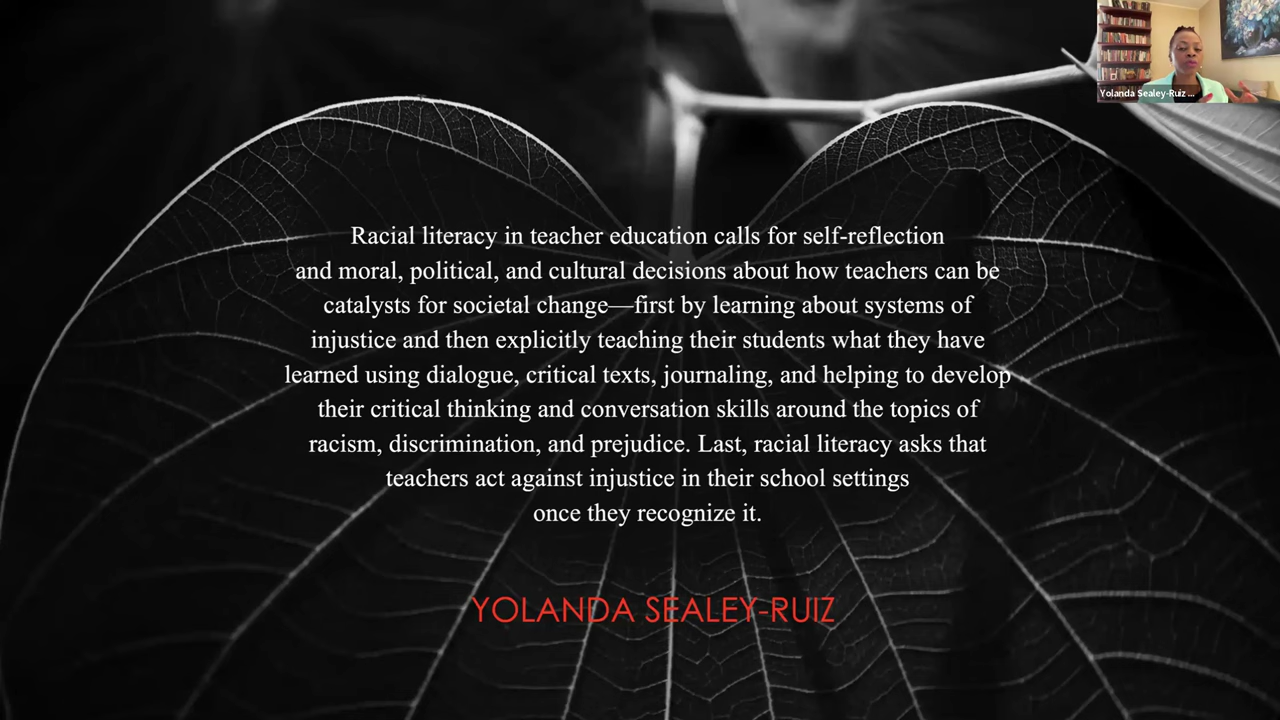 Yolanda Sealey-Ruiz ...
Racial literacy in teacher education calls for self-reflection
and moral, political, and cultural decisions about how teachers can be
catalysts for societal change—first by learning about systems of
injustice and then explicitly teaching their students what they have
learned using dialogue, critical texts, journaling, and helping to develop
their critical thinking and conversation skills around the topics of
racism, discrimination, and prejudice. Last, racial literacy asks that
teachers act against injustice in their school settings
once they recognize it.
YOLANDA SEALEY-RUIZ